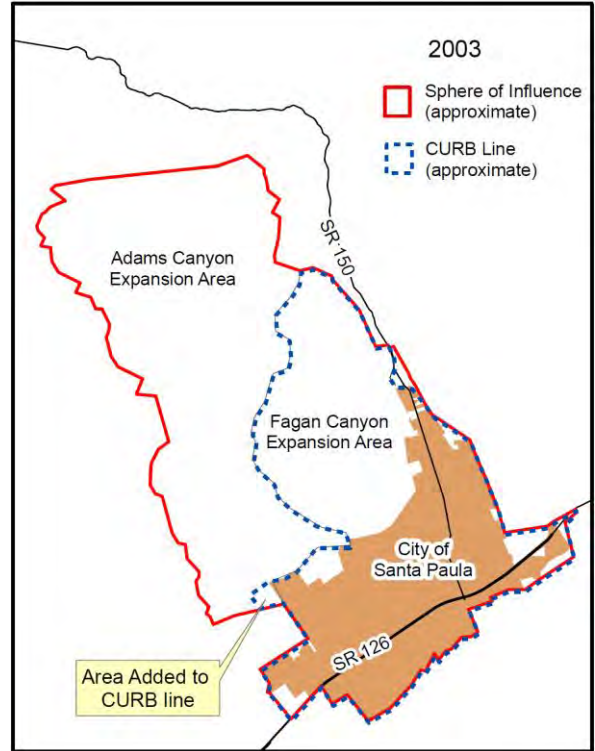 2003
Sphere of Influence
(approximate)
CURB Line
(approximate)
SR 150
Adams Canyon
Expansion Area
Fagan Canyon
Expansion Area
City of
Santa Paula
SR 126
Area Added to
CURB line